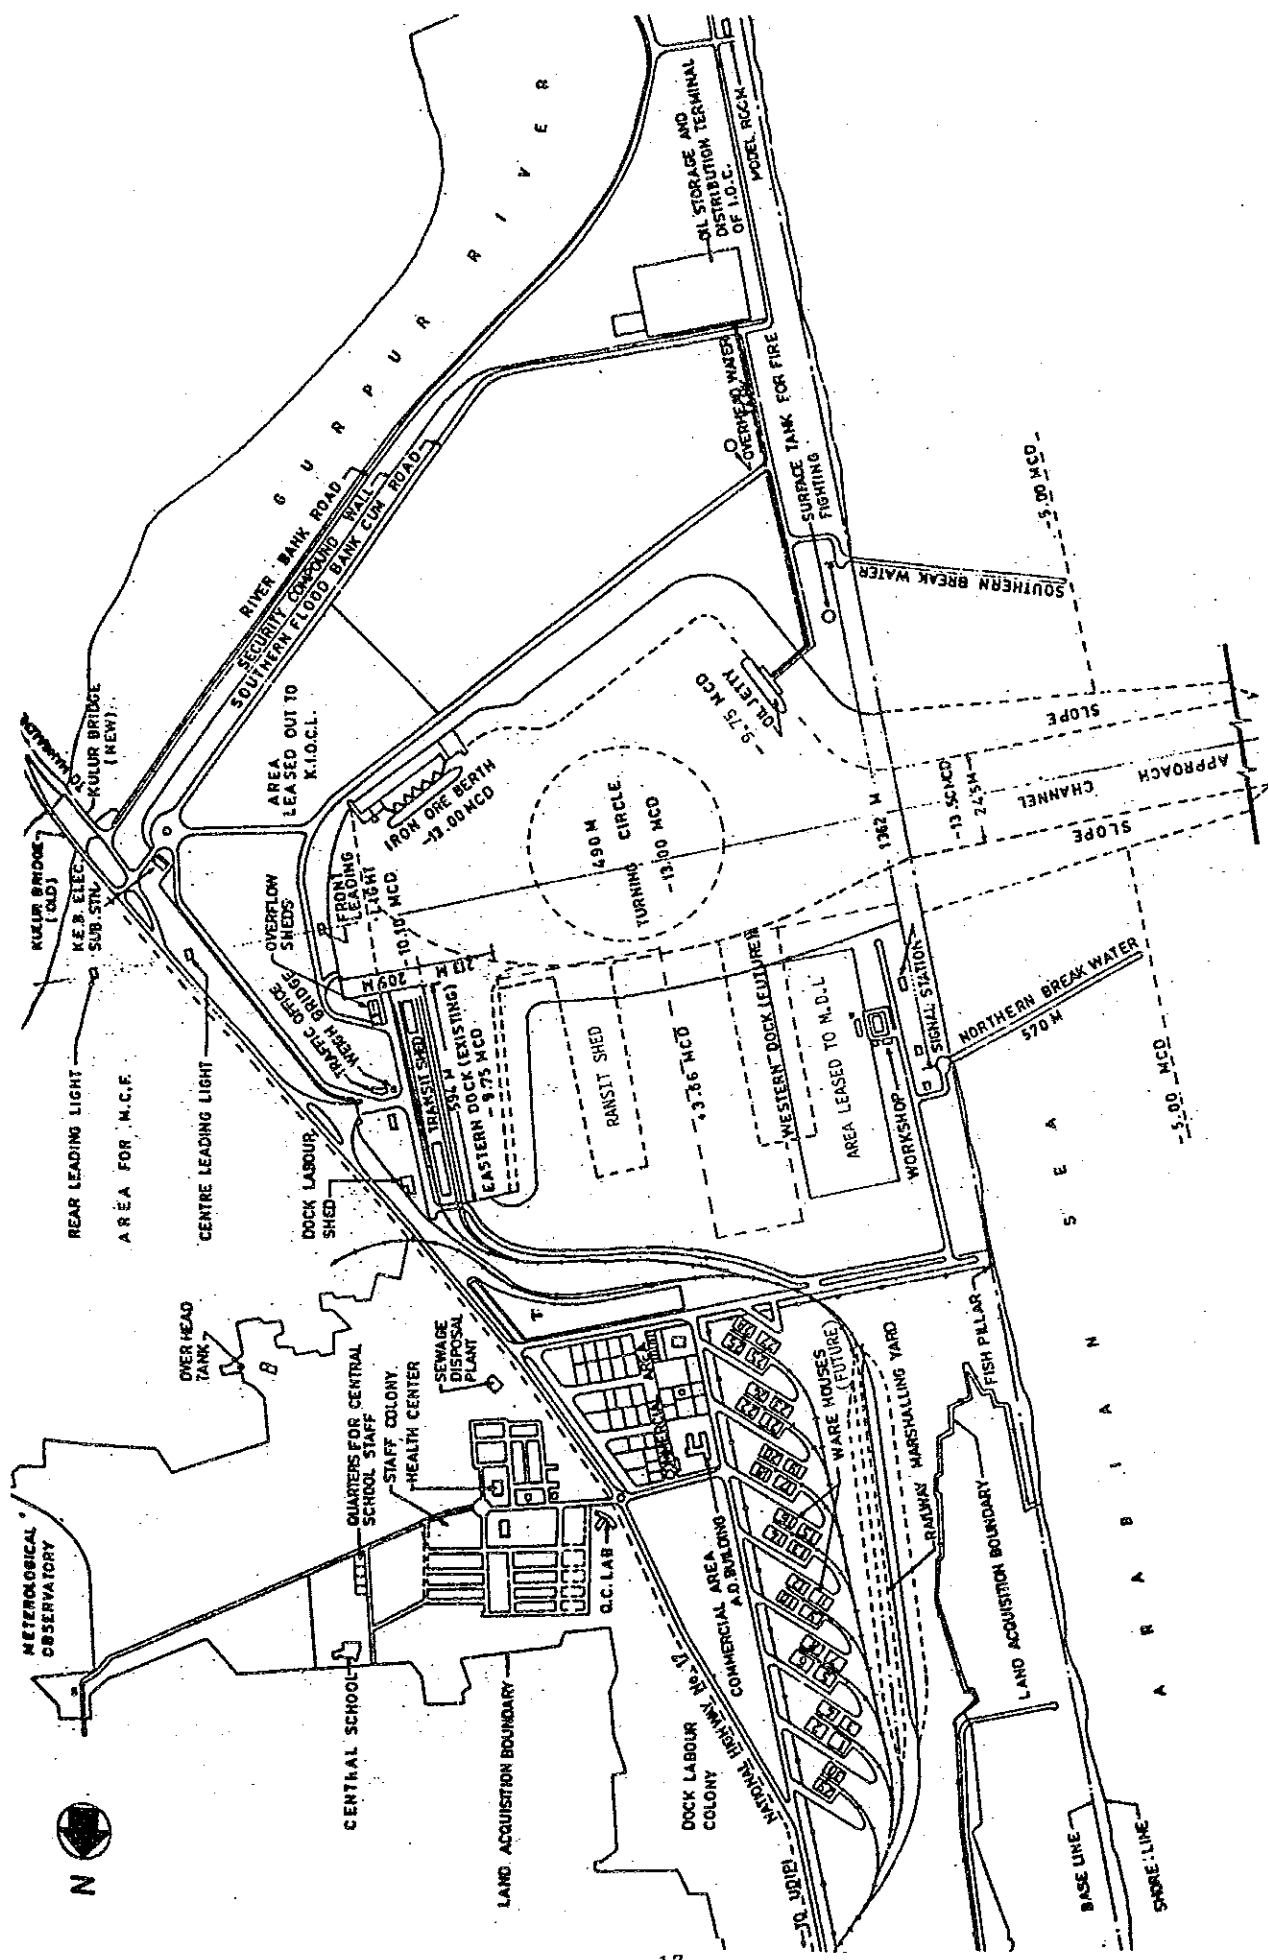 N
METEROLOGICAL
OBSERVATORY
OVER HEAD
TANK
QUARTERS FOR CENTRAL
SCHOOL STAFF
STAFF COLONY
HEALTH CENTER
SEWAGE
DISPOSAL
PLANT
CENTRAL SCHOOL
LAND ACQUISITION BOUNDARY
Q.C. LAB
DOCK LABOUR
COLONY
NATIONAL HIGHWAY No. 17
TO UDIPI
COMMERCIAL AREA
A.O. BUILDING
COMMERCIAL AREA
WARE HOUSES
(FUTURE)
RAILWAY MARSHALLING YARD
LAND ACQUISITION BOUNDARY
FISH PILLAR
BASE LINE
SHORE LINE
ARABIAN SEA
REAR LEADING LIGHT
AREA FOR M.C.F.
CENTRE LEADING LIGHT
DOCK LABOUR
SHED
KULUR BRIDGE
(OLD)
K.E.B. ELEC.
SUB. STN.
KULUR BRIDGE
(NEW)
TRAFFIC OFFICE
WEIGH BRIDGE
OVERFLOW
SHEDS
FRONT
LEADING
LIGHT
-10.10 MCD
209 M
213 M
TRANSIT SHED
594 M
EASTERN DOCK (EXISTING)
- 9.75 MCD
RANSIT SHED
WESTERN DOCK (FUTURE)
AREA LEASED TO M.D.L
WORKSHOP
SIGNAL STATION
NORTHERN BREAK WATER
570 M
-5.00 MCD
AREA
LEASED OUT TO
K.I.O.C.L.
IRON ORE BERTH
-13.00 MCD
490 M
TURNING CIRCLE
-13.00 MCD
1362 M
245 M
SLOPE
APPROACH
CHANNEL
SLOPE
OIL JETTY
- 9.75 MCD
SOUTHERN BREAK WATER
-5.00 MCD
RIVER BANK ROAD
SECURITY COMPOUND WALL
SOUTHERN FLOOD BANK CUM ROAD
GURPUR RIVER
OVERHEAD WATER
SURFACE TANK FOR FIRE
FIGHTING
OIL STORAGE AND
DISTRIBUTION TERMINAL
OF I.O.C.
MODEL ROOM
17